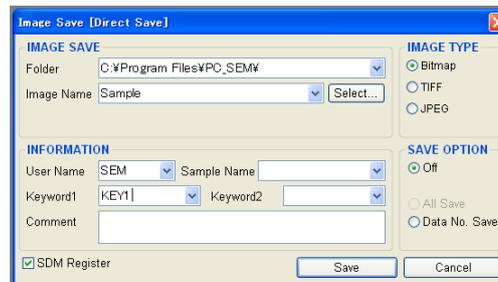 Image Save [Direct Save]
IMAGE SAVE
Folder C:¥Program Files¥PC_SEM¥
Image Name Sample Select...
IMAGE TYPE
Bitmap
TIFF
JPEG
INFORMATION
User Name SEM Sample Name
Keyword1 KEY1 Keyword2
Comment
SAVE OPTION
Off
All Save
Data No. Save
SDM Register
Save Cancel